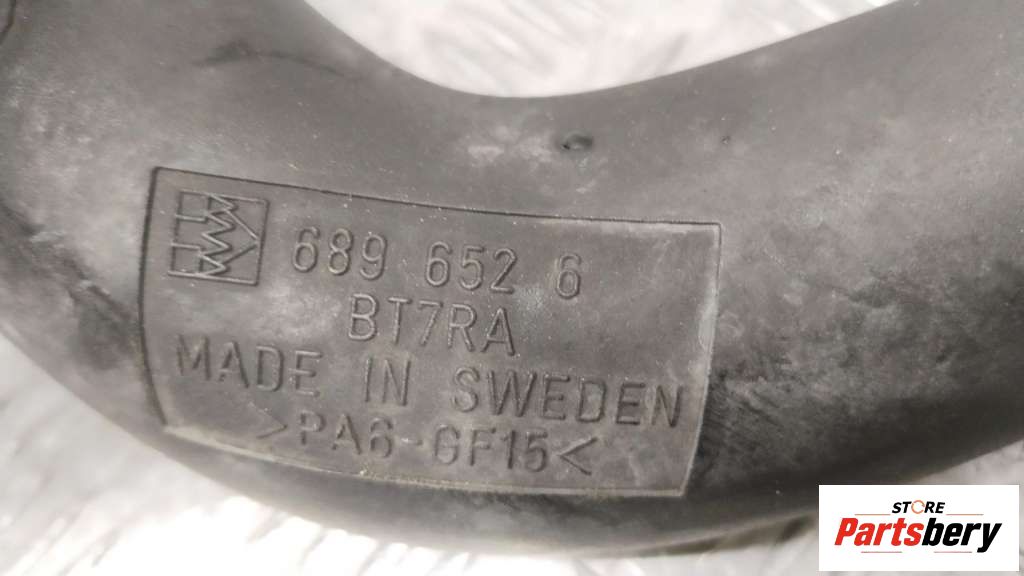 689 652 6
BT7RA
MADE IN SWEDEN
>PA6-GF15<
STORE
Partsbery